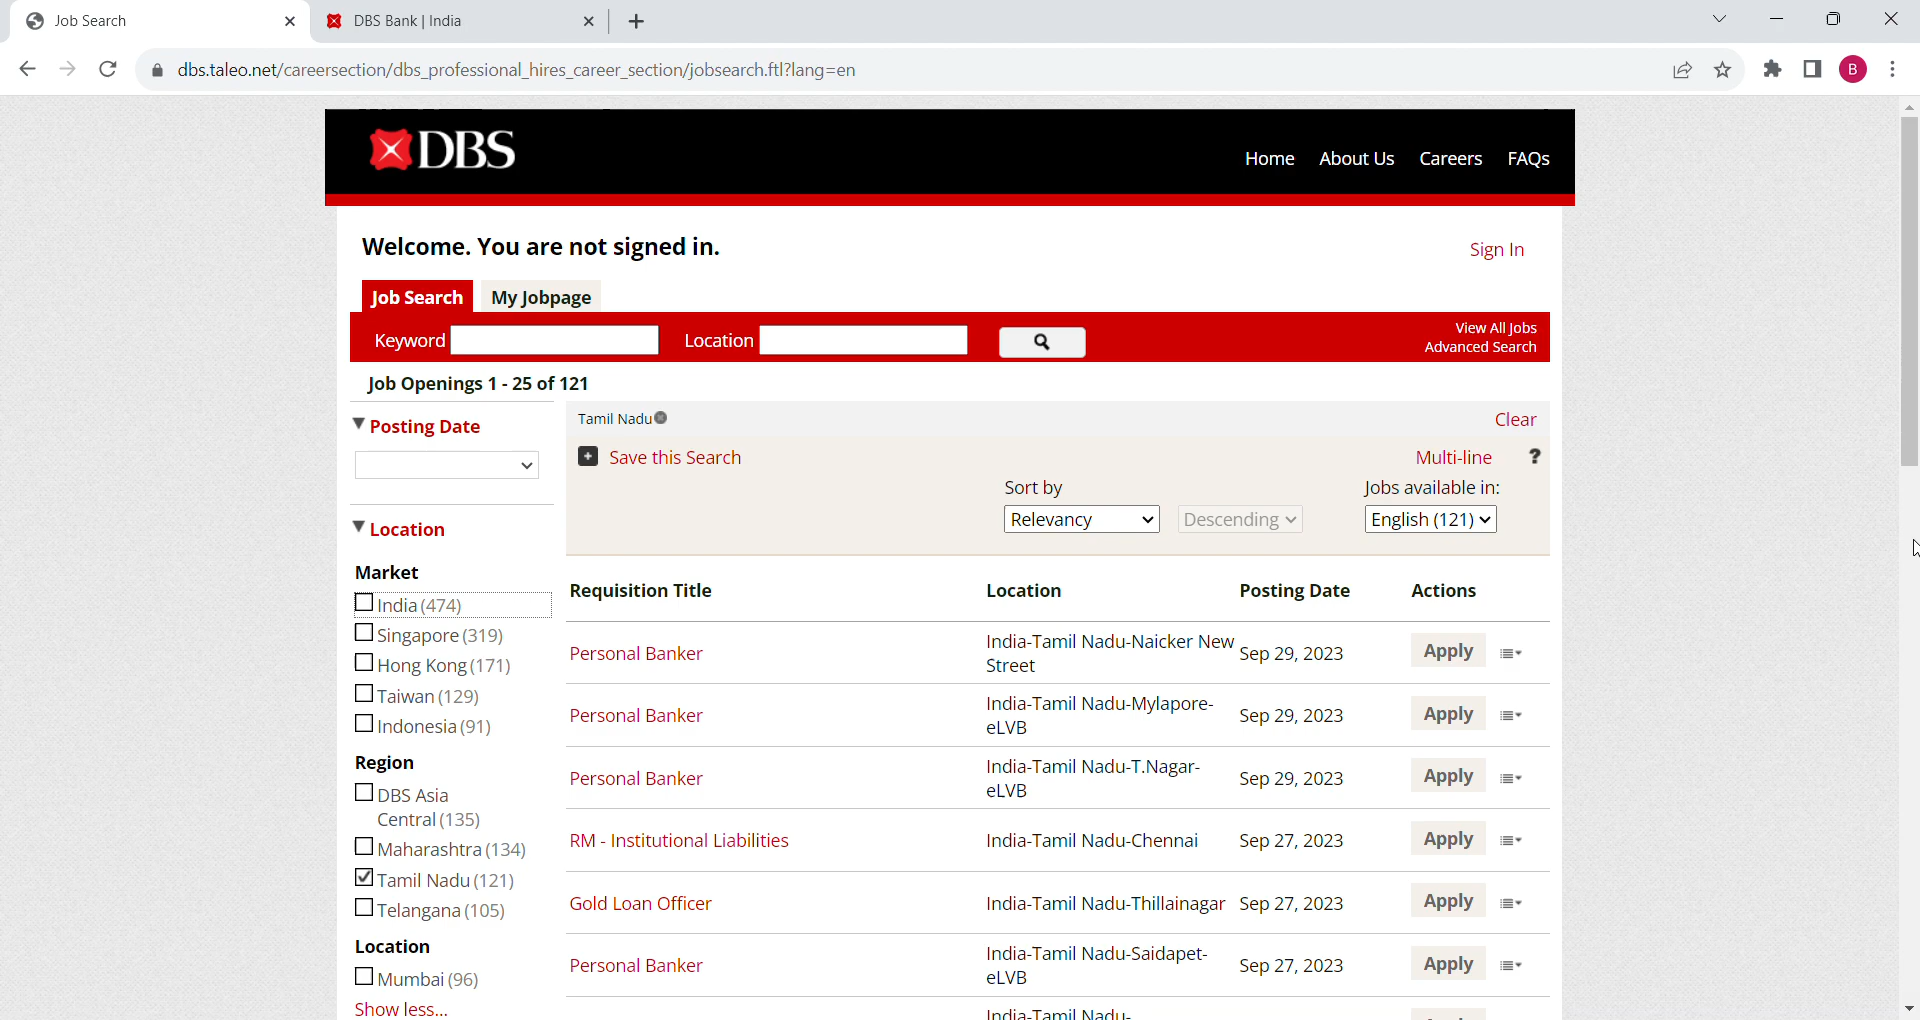 Job Search
DBS Bank | India
dbs.taleo.net/careersection/dbs_professional_hires_career_section/jobsearch.ftl?lang=en
B
DBS
Home About Us Careers FAQs
Welcome. You are not signed in.
Sign In
Job Search My Jobpage
Keyword Location
View All Jobs
Advanced Search
Job Openings 1 - 25 of 121
Posting Date
Location
Market
India (474)
Singapore (319)
Hong Kong (171)
Taiwan (129)
Indonesia (91)
Region
DBS Asia
Central (135)
Maharashtra (134)
Tamil Nadu (121)
Telangana (105)
Location
Mumbai (96)
Show less...
Tamil Nadu
Clear
Save this Search
Multi-line ?
Sort by
Jobs available in:
Relevancy Descending English (121)
Requisition Title Location Posting Date Actions
Personal Banker India-Tamil Nadu-Naicker New Sep 29, 2023 Apply
Street
Personal Banker India-Tamil Nadu-Mylapore- Sep 29, 2023 Apply
eLVB
Personal Banker India-Tamil Nadu-T.Nagar- Sep 29, 2023 Apply
eLVB
RM - Institutional Liabilities India-Tamil Nadu-Chennai Sep 27, 2023 Apply
Gold Loan Officer India-Tamil Nadu-Thillainagar Sep 27, 2023 Apply
Personal Banker India-Tamil Nadu-Saidapet- Sep 27, 2023 Apply
eLVB
India-Tamil Nadu-